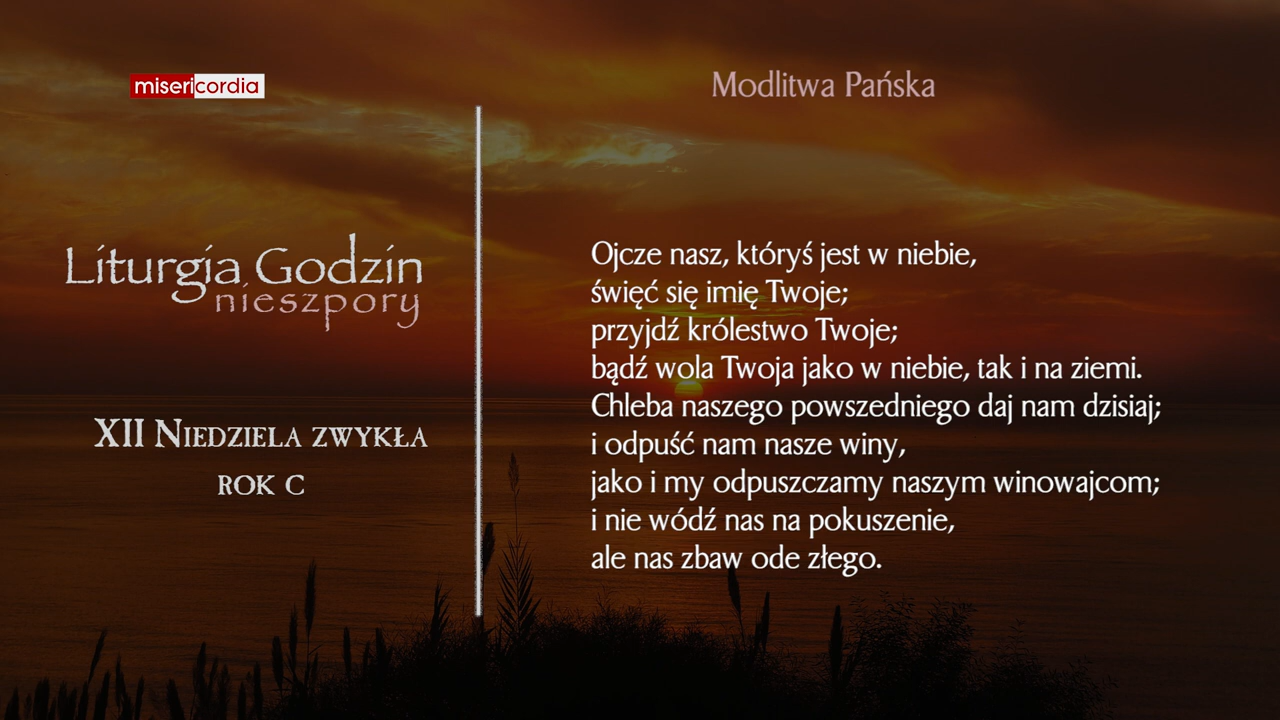 misericordia
Liturgia Godzin
nieszpory
XII Niedziela zwykła
rok C
Modlitwa Pańska
Ojcze nasz, któryś jest w niebie,
święć się imię Twoje;
przyjdź królestwo Twoje;
bądź wola Twoja jako w niebie, tak i na ziemi.
Chleba naszego powszedniego daj nam dzisiaj;
i odpuść nam nasze winy,
jako i my odpuszczamy naszym winowajcom;
i nie wódź nas na pokuszenie,
ale nas zbaw ode złego.